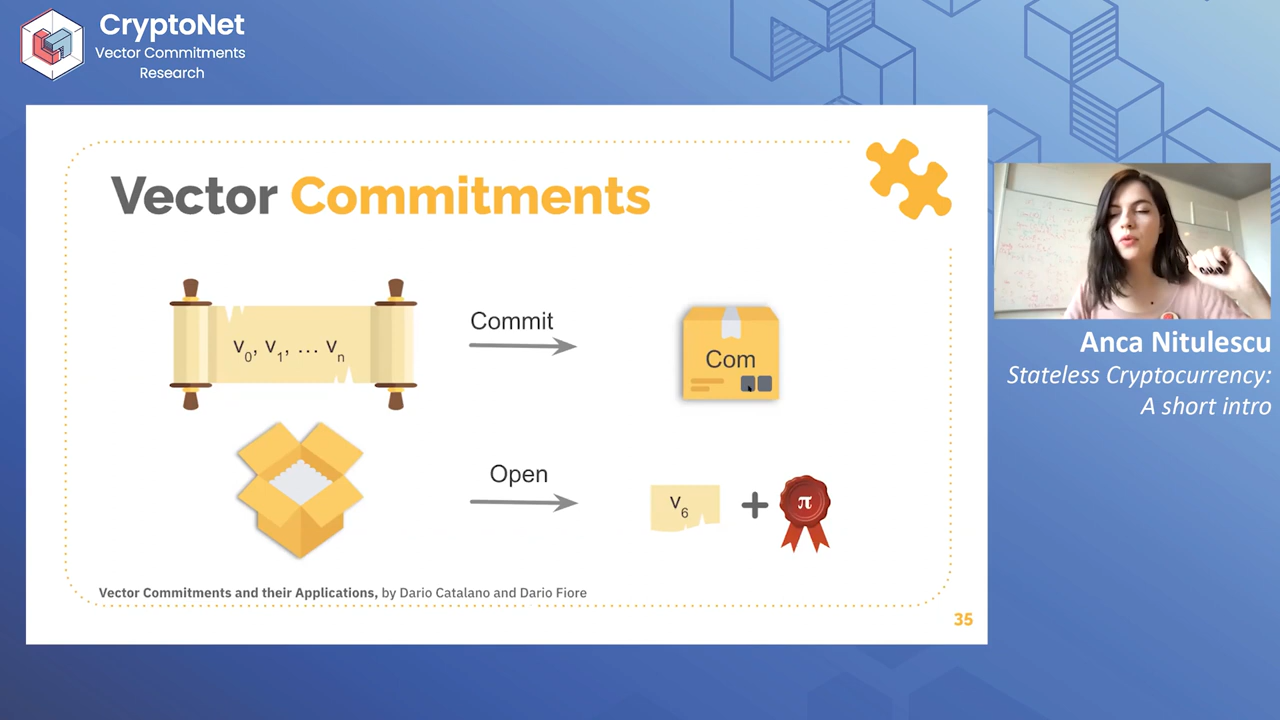 CryptoNet
Vector Commitments
Research
Vector Commitments
v0, v1, ... vn
Commit
Com
Open
v6
+
π
Vector Commitments and their Applications, by Dario Catalano and Dario Fiore
35
Anca Nitulescu
Stateless Cryptocurrency:
A short intro